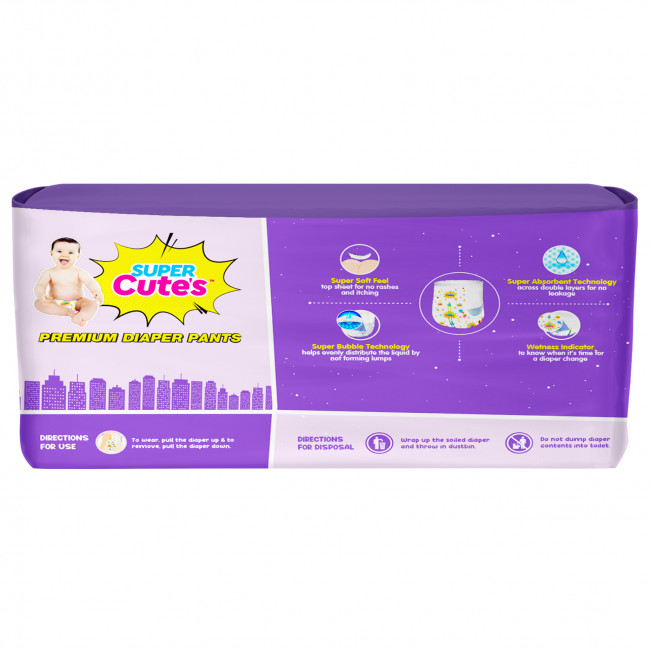 SUPER
Cute's™
PREMIUM DIAPER PANTS
Super Soft Feel
top sheet for no rashes
and itching
Super Absorbent Technology
across double layers for no
leakage
Super Bubble Technology
helps evenly distribute the liquid by
not forming lumps
Wetness Indicator
to know when it's time for
a diaper change
DIRECTIONS
FOR USE
To wear, pull the diaper up & to
remove, pull the diaper down.
DIRECTIONS
FOR DISPOSAL
Wrap up the soiled diaper
and throw in dustbin.
Do not dump diaper
contents into toilet.